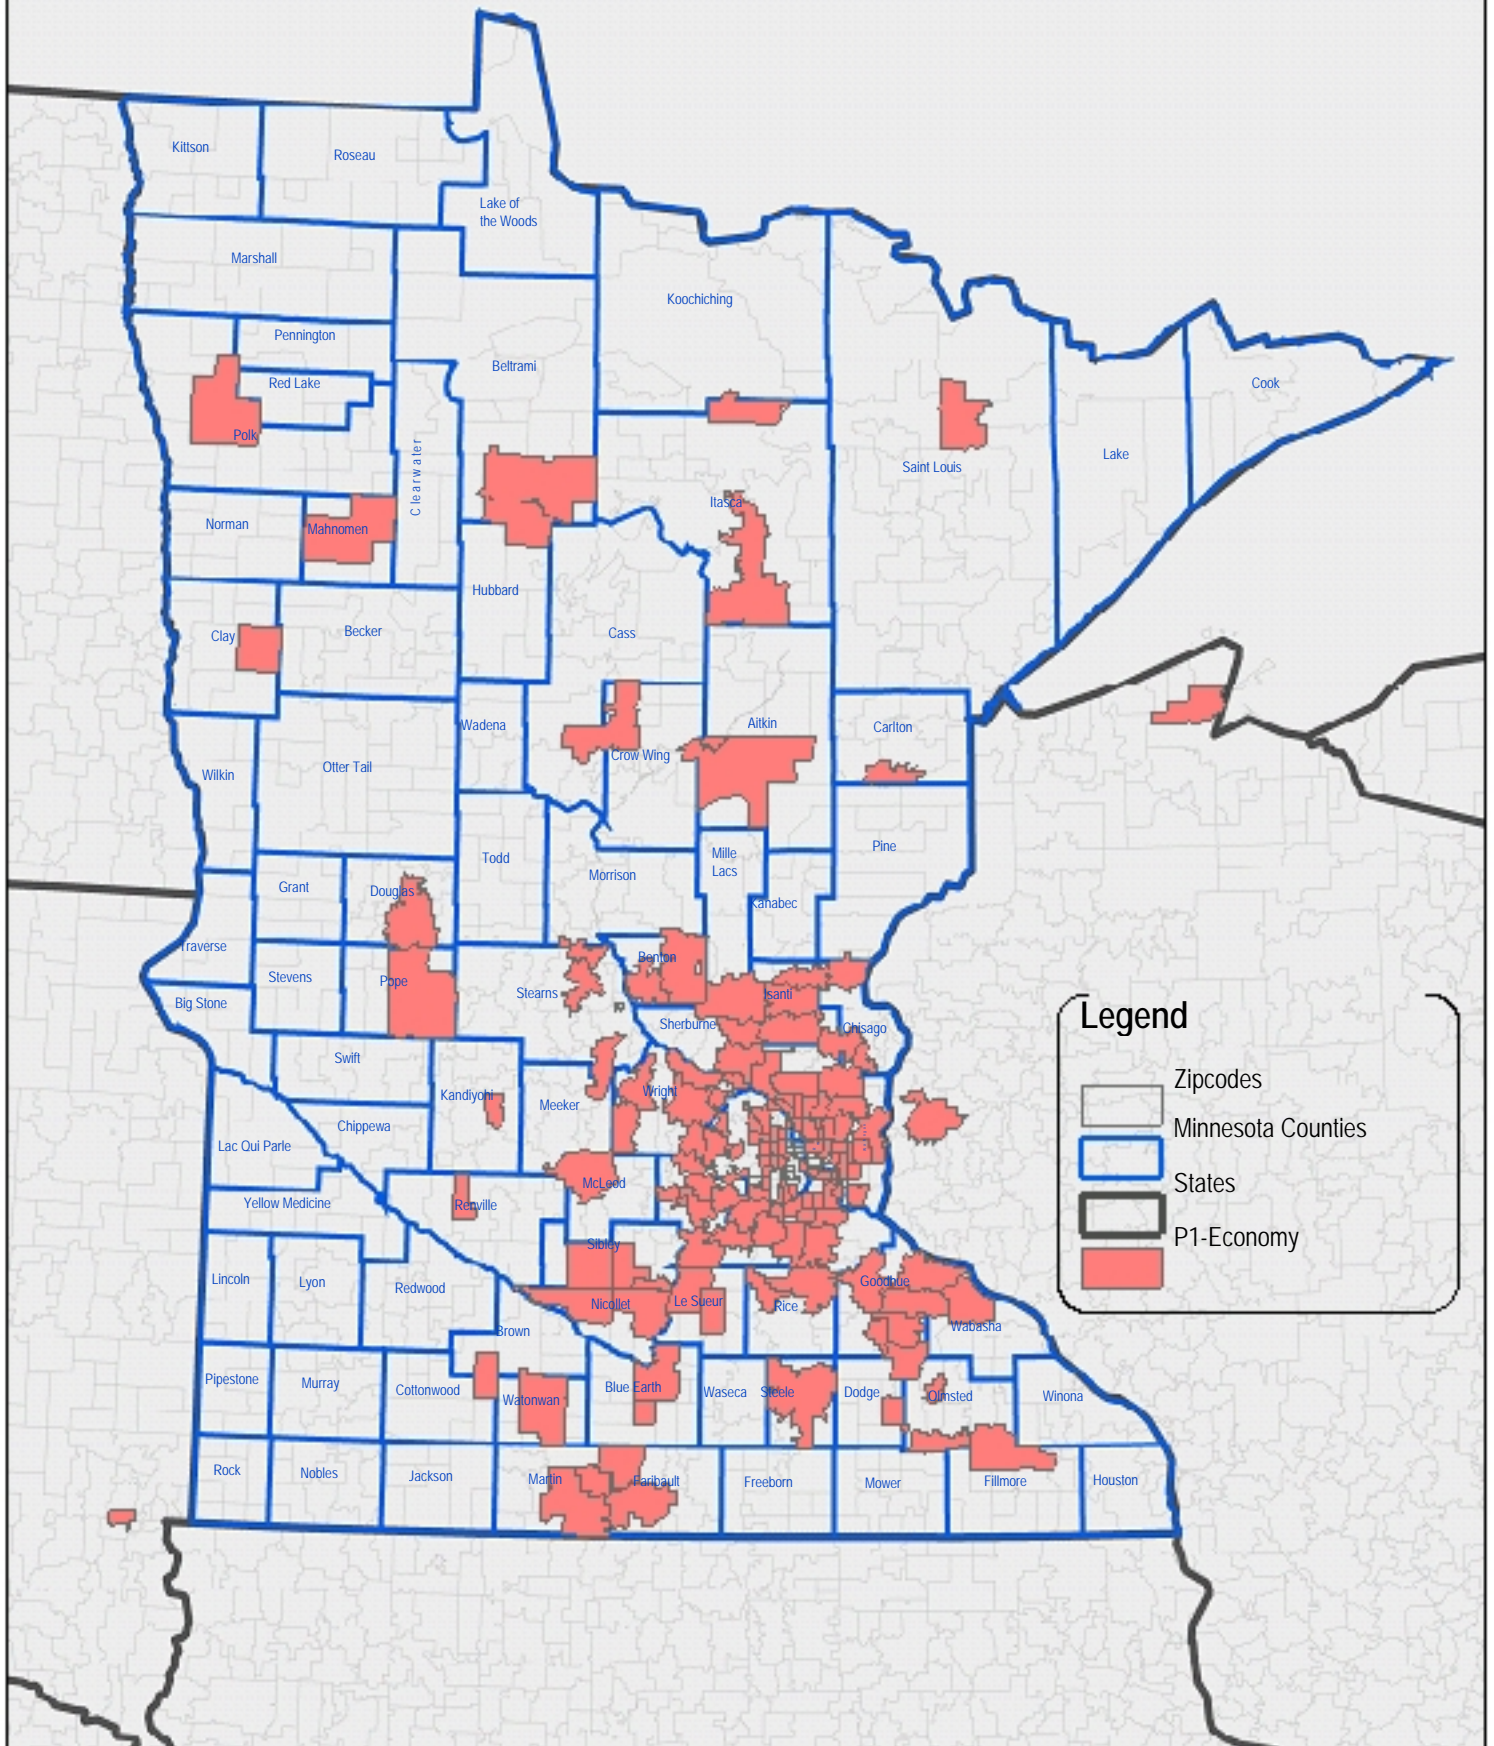 Kittson
Roseau
Lake of
the Woods
Marshall
Koochiching
Pennington
Beltrami
Red Lake
Cook
Polk
Clearwater
Lake
Saint Louis
Itasca
Norman
Mahnomen
Hubbard
Clay
Becker
Cass
Wadena
Aitkin
Carlton
Crow Wing
Otter Tail
Wilkin
Pine
Mille
Lacs
Todd
Morrison
Grant
Douglas
Kanabec
Traverse
Benton
Stevens
Pope
Stearns
Isanti
Big Stone
Sherburne
Chisago
Swift
Wright
Kandiyohi
Meeker
Chippewa
Lac Qui Parle
McLeod
Yellow Medicine
Renville
Sibley
Lincoln
Lyon
Redwood
Goodhue
Nicollet
Le Sueur
Rice
Brown
Wabasha
Pipestone
Murray
Cottonwood
Watonwan
Blue Earth
Waseca
Steele
Dodge
Olmsted
Winona
Rock
Nobles
Jackson
Martin
Faribault
Freeborn
Mower
Fillmore
Houston
Legend
Zipcodes
Minnesota Counties
States
P1-Economy